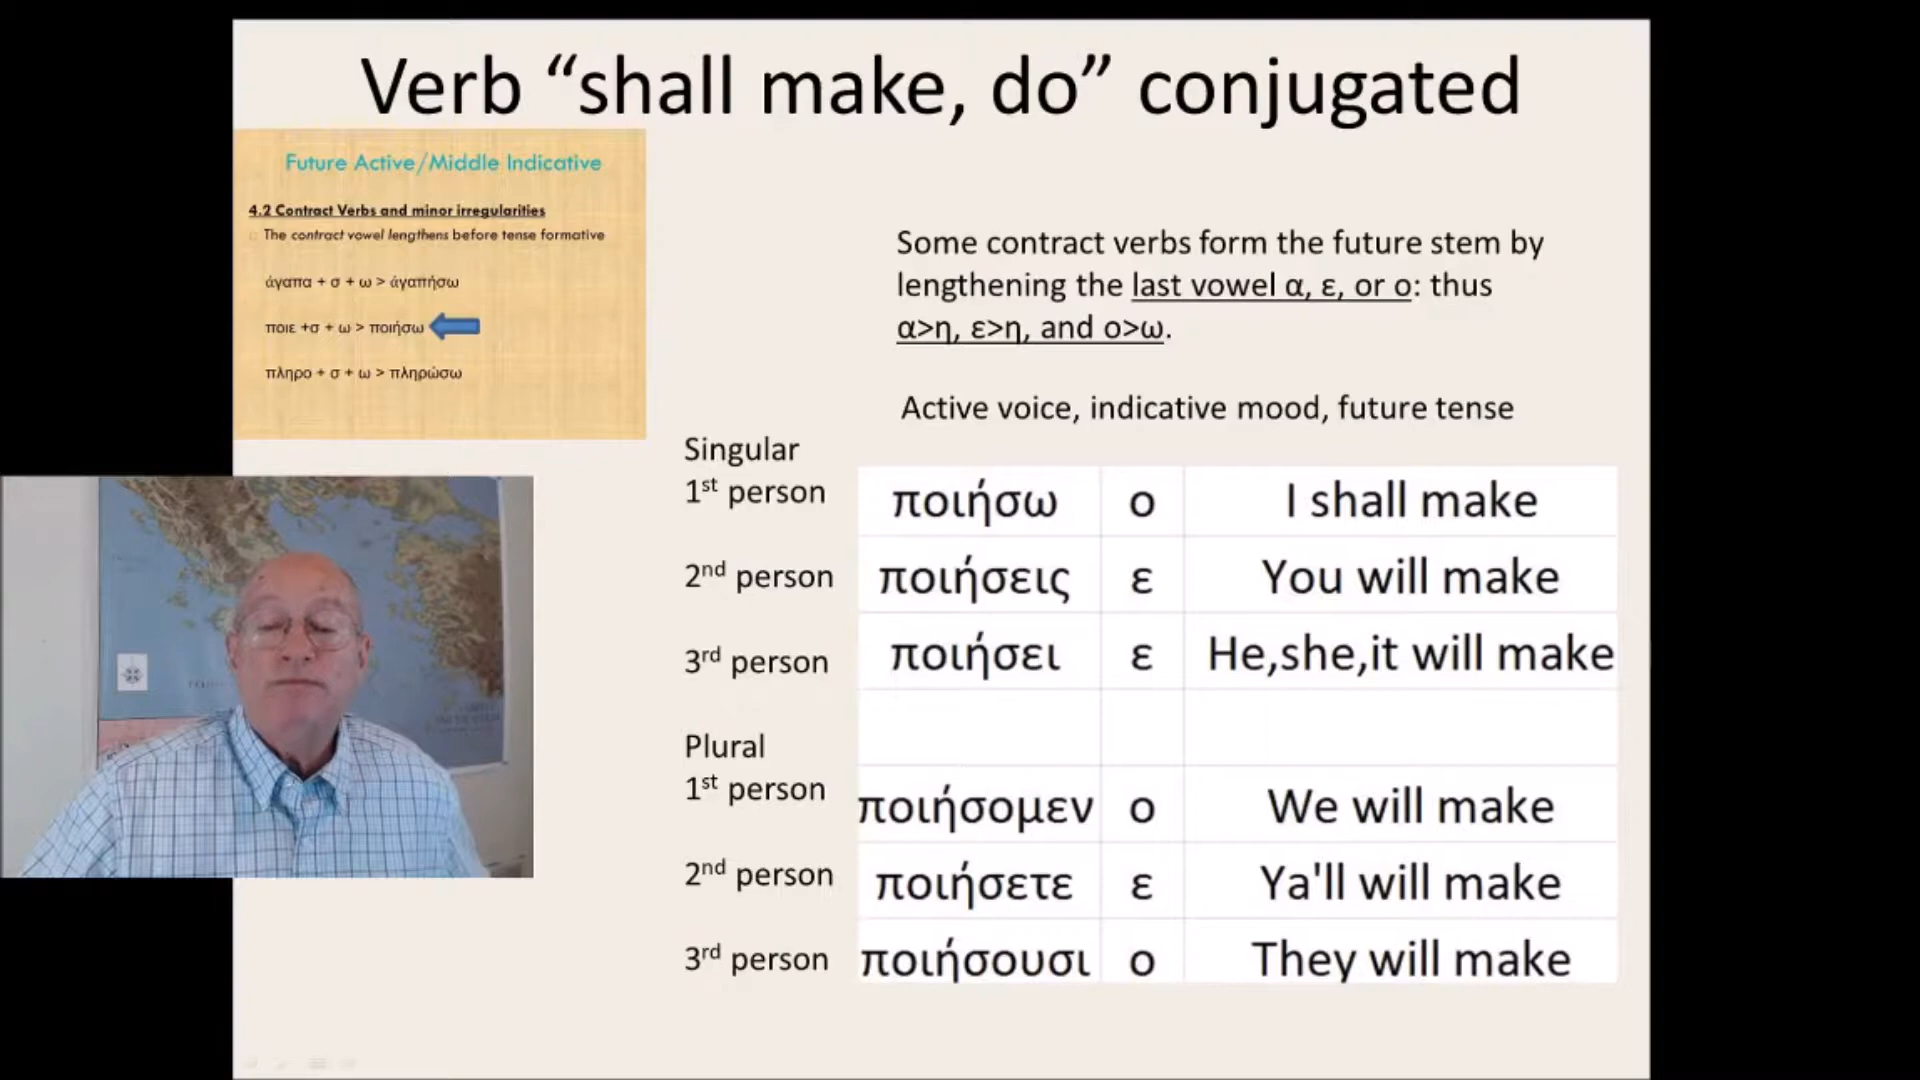 Verb “shall make, do” conjugated
Future Active/Middle Indicative
4.2 Contract Verbs and minor irregularities
The contract vowel lengthens before tense formative
ἀγαπα + σ + ω > ἀγαπήσω
ποιε +σ + ω > ποιήσω
πληρο + σ + ω > πληρώσω
Some contract verbs form the future stem by
lengthening the last vowel α, ε, or ο: thus
α>η, ε>η, and ο>ω.
Active voice, indicative mood, future tense
Singular
1st person ποιήσω ο I shall make
2nd person ποιήσεις ε You will make
3rd person ποιήσει ε He,she,it will make
Plural
1st person ποιήσομεν ο We will make
2nd person ποιήσετε ε Ya'll will make
3rd person ποιήσουσι ο They will make